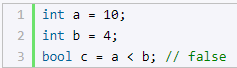 1 int a = 10;
2 int b = 4;
3 bool c = a < b; // false